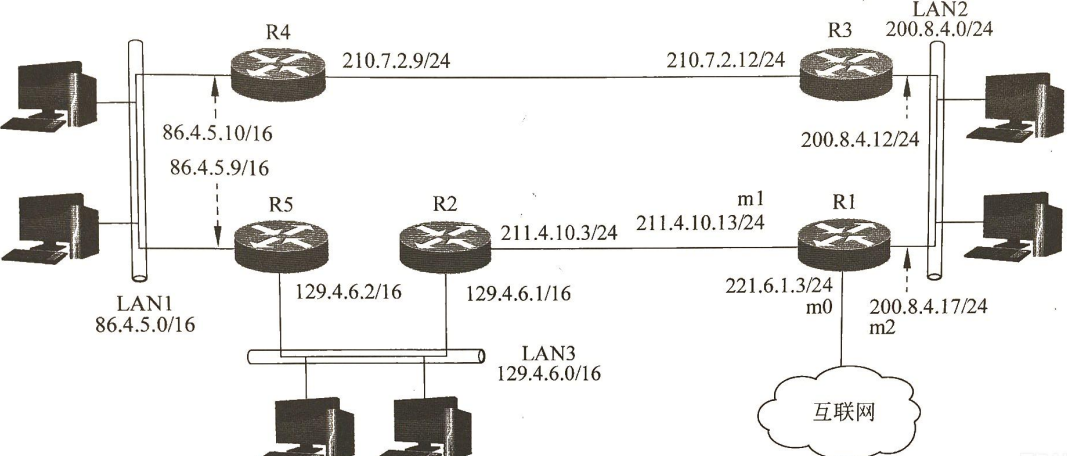 R4
210.7.2.9/24
210.7.2.12/24
R3
LAN2
200.8.4.0/24
86.4.5.10/16
86.4.5.9/16
200.8.4.12/24
R5
R2
m1
211.4.10.13/24
R1
211.4.10.3/24
129.4.6.2/16
129.4.6.1/16
221.6.1.3/24
m0
200.8.4.17/24
m2
LAN1
86.4.5.0/16
LAN3
129.4.6.0/16
互联网